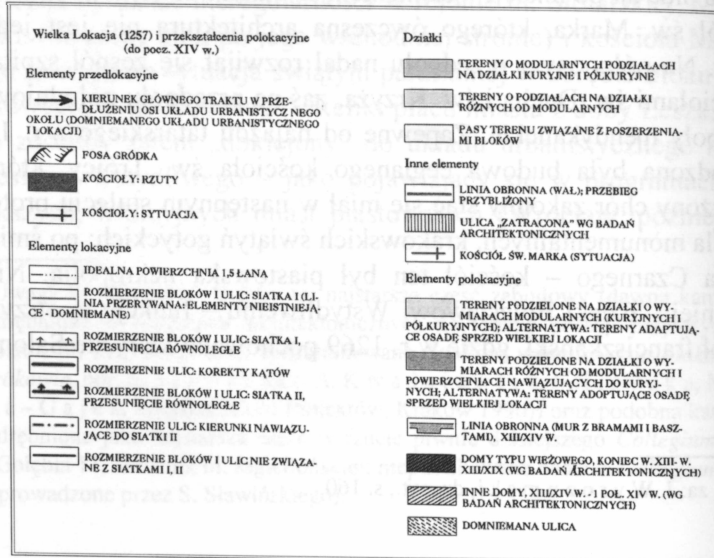 Wielka Lokacja (1257) i przemiany polokacyjne
(do pocz. XIV w.)
Elementy przedlokacyjne
KIERUNEK GŁÓWNEGO TRAKTU W PRZE-
DŁUŻENIU OSI UKŁADU URBANISTYCZ NEGO
OKOŁU (DOMNIEMANEGO UKŁADU URBANISTYCZNEGO
I LOKACJI)
FOSA GRÓDKA
KOŚCIOŁY: RZUTY
KOŚCIOŁY: SYTUACJA
Elementy lokacyjne
IDEALNA POWIERZCHNIA 1,5 ŁANA
ROZMIERZENIE BLOKÓW I ULIC: SIATKA I (LI-
NIA PRZERYWANA: ELEMENTY NIEISTNIEJĄ-
CE - DOMNIEMANE)
ROZMIERZENIE BLOKÓW I ULIC: SIATKA I,
PRZESUNIĘCIA RÓWNOLEGŁE
ROZMIERZENIE ULIC: KOREKTY KĄTÓW
ROZMIERZENIE BLOKÓW I ULIC: SIATKA II,
PRZESUNIĘCIE RÓWNOLEGŁE
ROZMIERZENIE ULIC: KIERUNKI NAWIĄZU-
JĄCE DO SIATKI II
ROZMIERZENIE BLOKÓW I ULIC NIE ZWIĄZA-
NE Z SIATKAMI I, II
Działki
TERENY O MODULARNYCH PODZIAŁACH
NA DZIAŁKI KURYJNE I PÓŁKURYJNE
TERENY O PODZIAŁACH NA DZIAŁKI
RÓŻNYCH OD MODULARNYCH
PASY TERENU ZWIĄZANE Z POSZERZENIA-
MI BLOKÓW
Inne elementy
LINIA OBRONNA (WAŁ); PRZEBIEG
PRZYBLIŻONY
ULICA „ZATRACONA" WG BADAŃ
ARCHITEKTONICZNYCH
KOŚCIÓŁ ŚW. MARKA (SYTUACJA)
Elementy polokacyjne
TERENY PODZIELONE NA DZIAŁKI O WY-
MIARACH MODULARNYCH (KURYJNYCH I
PÓŁKURYJNYCH); ALTERNATYWA: TERENY ADAPTUJĄ-
CE OSADĘ SPRZED WIELKIEJ LOKACJI
TERENY PODZIELONE NA DZIAŁKI O WY-
MIARACH RÓŻNYCH OD MODULARNYCH I
POWIERZCHNIACH NAWIĄZUJĄCYCH DO KURYJ-
NYCH; ALTERNATYWA: TERENY ADAPTUJĄCE OSADĘ
SPRZED WIELKIEJ LOKACJI
LINIA OBRONNA (MUR Z BRAMAMI I BASZ-
TAMI), XIII/XIV W.
DOMY TYPU WIEŻOWEGO, KONIEC W. XIII- W.
XIII/XIV (WG BADAŃ ARCHITEKTONICZNYCH)
INNE DOMY, XIII/XIV W. - 1 POŁ. XIV W. (WG
BADAŃ ARCHITEKTONICZNYCH)
DOMNIEMANA ULICA